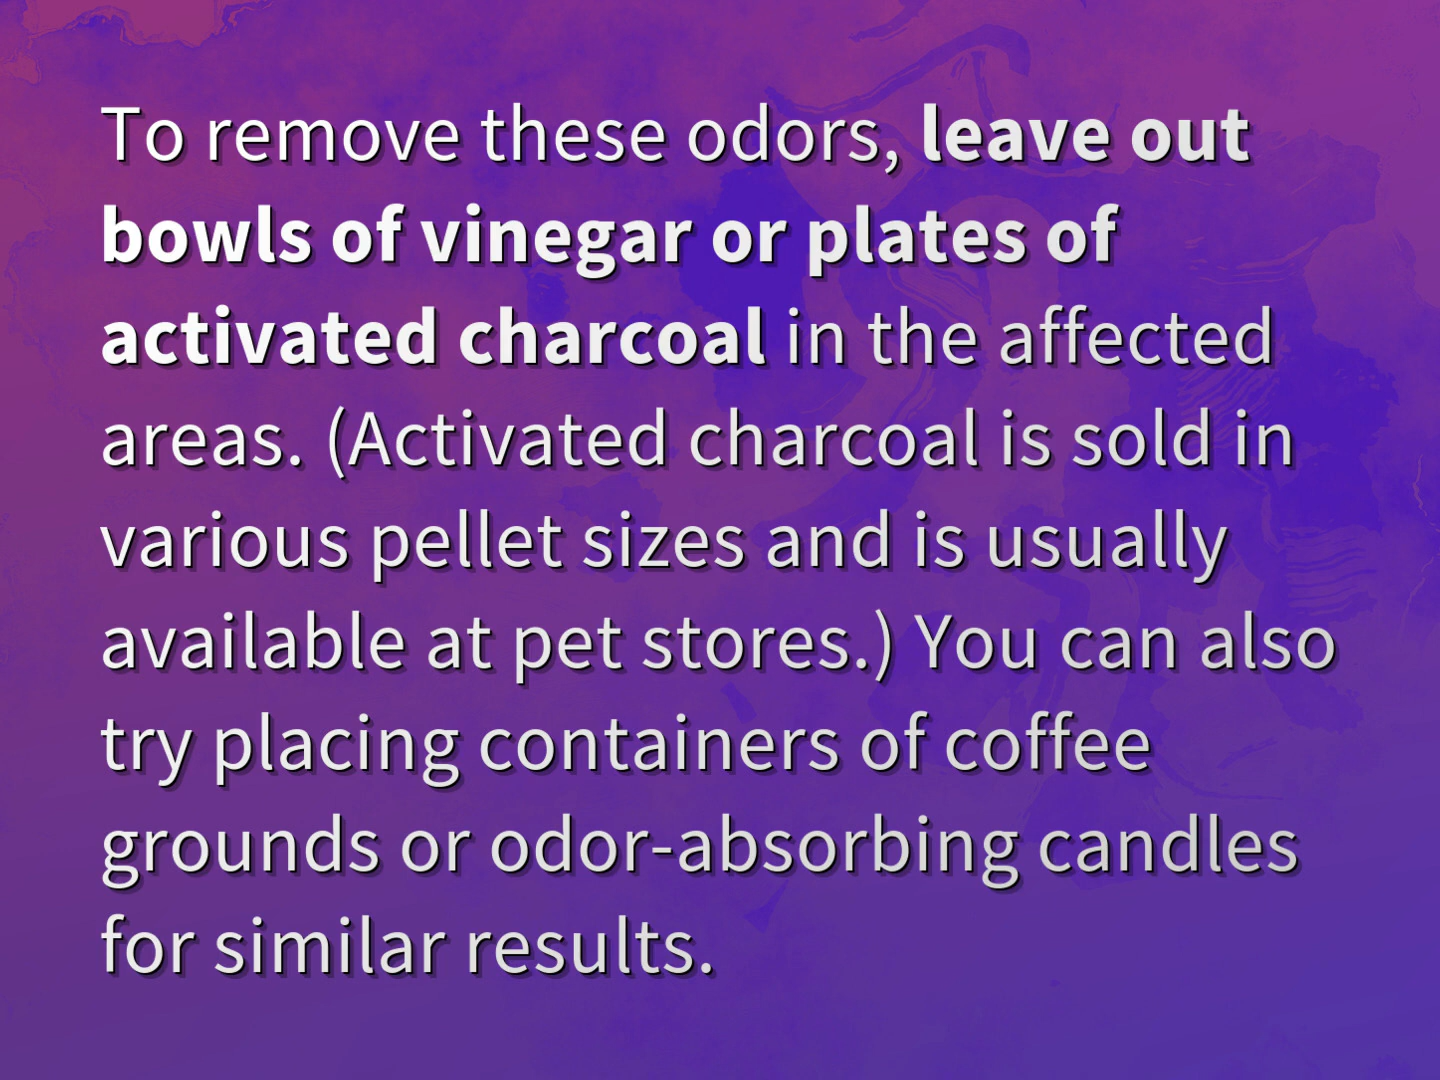 To remove these odors, leave out
bowls of vinegar or plates of
activated charcoal in the affected
areas. (Activated charcoal is sold in
various pellet sizes and is usually
available at pet stores.) You can also
try placing containers of coffee
grounds or odor-absorbing candles
for similar results.